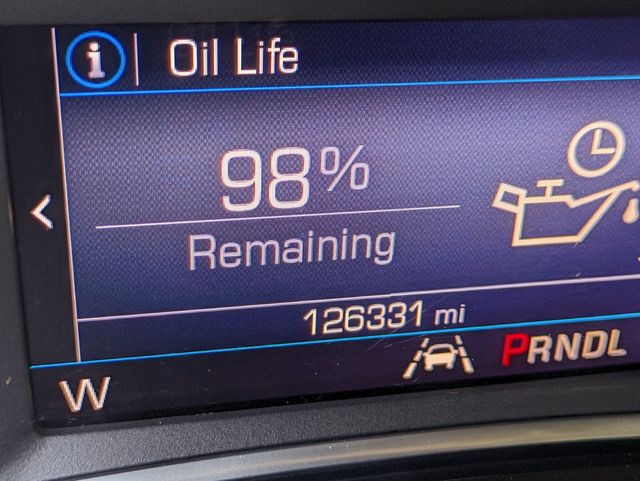 i Oil Life
98%
Remaining
126331 mi
PRNDL
W